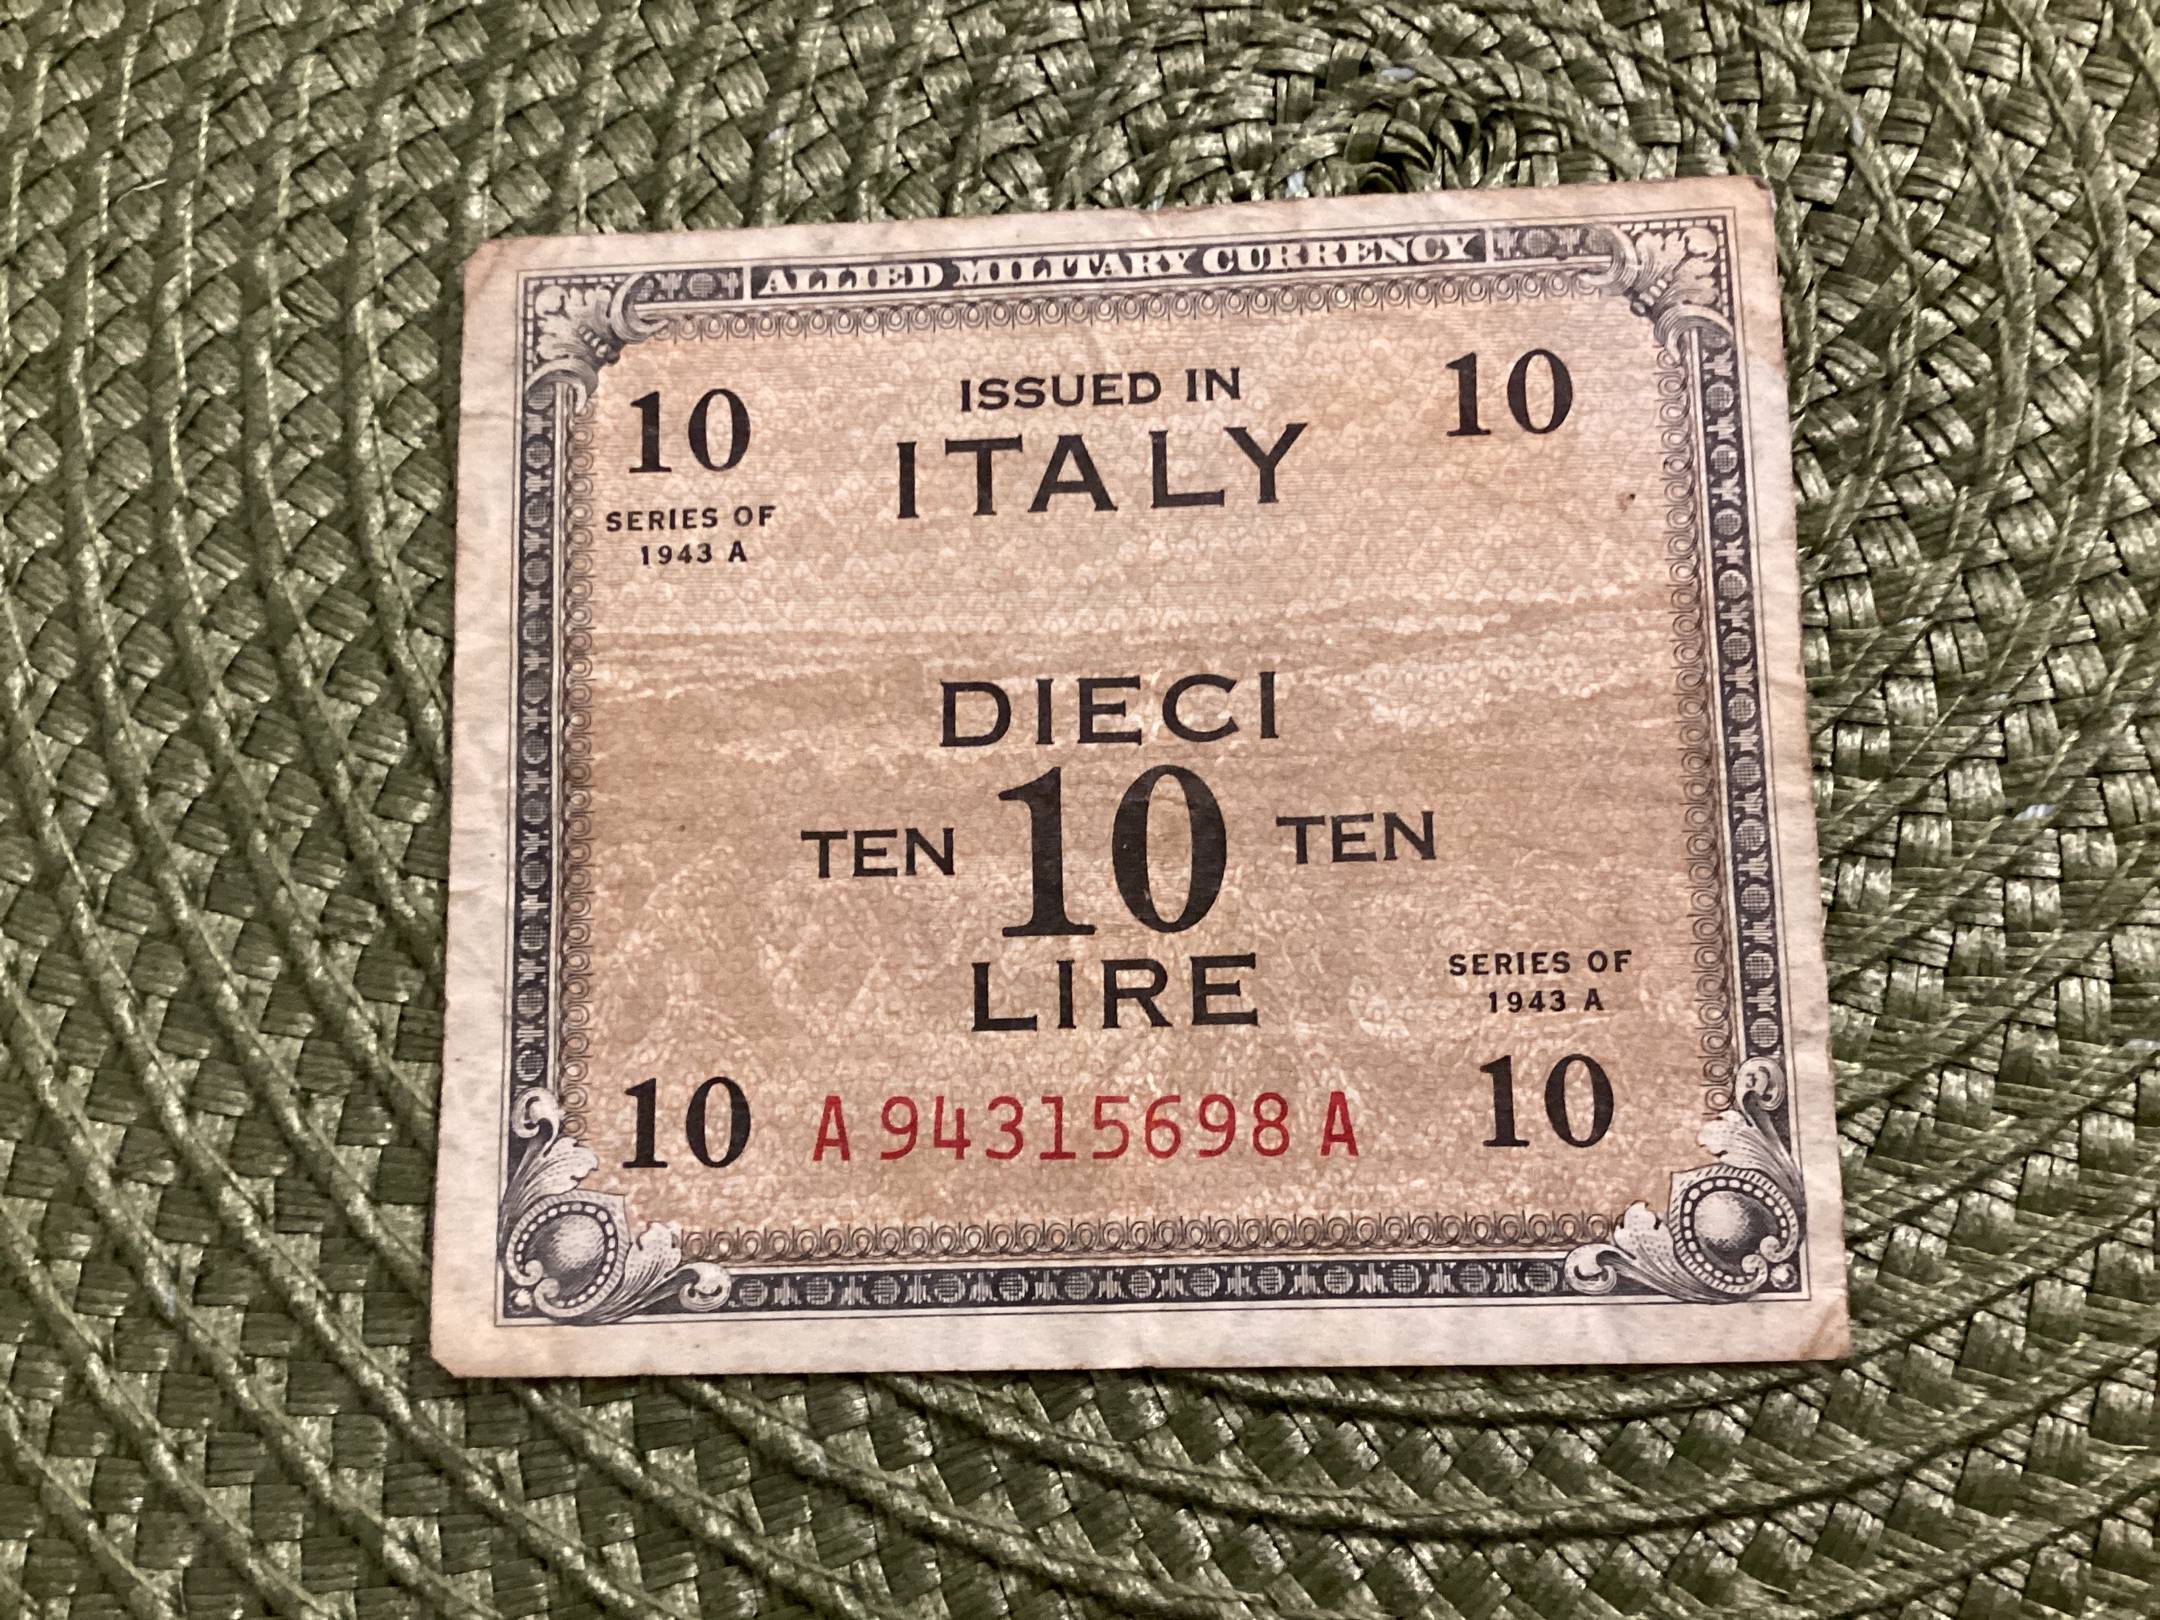 ALLIED MILITARY CURRENCY
10 ISSUED IN 10
ITALY
SERIES OF
1943 A
DIECI
TEN 10 TEN
LIRE
SERIES OF
1943 A
10 A 94315698 A 10